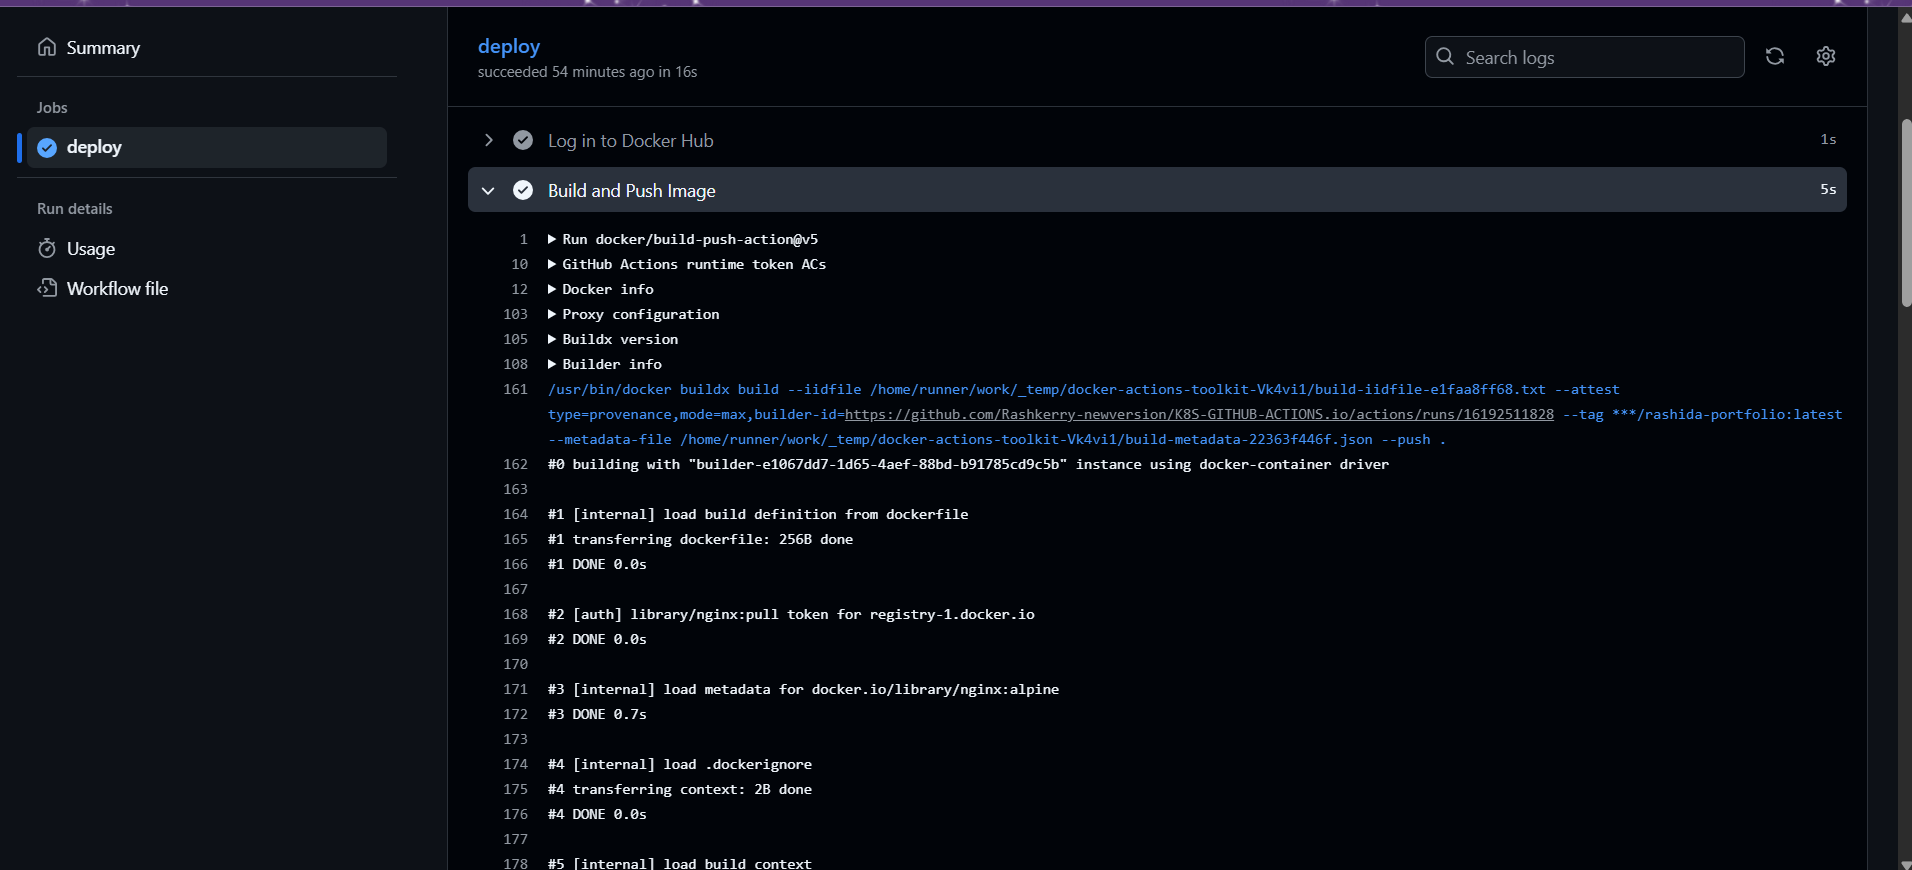 Summary
Jobs
deploy
Run details
Usage
Workflow file
deploy
succeeded 54 minutes ago in 16s
Search logs
Log in to Docker Hub 1s
Build and Push Image 5s
1 Run docker/build-push-action@v5
10 GitHub Actions runtime token ACs
12 Docker info
103 Proxy configuration
105 Buildx version
108 Builder info
161 /usr/bin/docker buildx build --iidfile /home/runner/work/_temp/docker-actions-toolkit-Vk4vi1/build-iidfile-e1faa8ff68.txt --attest
type=provenance,mode=max,builder-id=https://github.com/Rashkerry-newversion/K8S-GITHUB-ACTIONS.io/actions/runs/16192511828 --tag ***/rashida-portfolio:latest
--metadata-file /home/runner/work/_temp/docker-actions-toolkit-Vk4vi1/build-metadata-22363f446f.json --push .
162 #0 building with "builder-e1067dd7-1d65-4aef-88bd-b91785cd9c5b" instance using docker-container driver
163
164 #1 [internal] load build definition from dockerfile
165 #1 transferring dockerfile: 256B done
166 #1 DONE 0.0s
167
168 #2 [auth] library/nginx:pull token for registry-1.docker.io
169 #2 DONE 0.0s
170
171 #3 [internal] load metadata for docker.io/library/nginx:alpine
172 #3 DONE 0.7s
173
174 #4 [internal] load .dockerignore
175 #4 transferring context: 2B done
176 #4 DONE 0.0s
177
178 #5 [internal] load build context